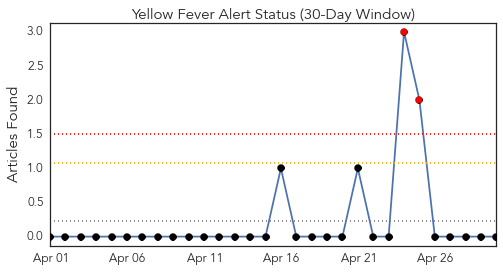 Yellow Fever Alert Status (30-Day Window)
Articles Found
3.0
2.5
2.0
1.5
1.0
0.5
0.0
Apr 01 Apr 06 Apr 11 Apr 16 Apr 21 Apr 26